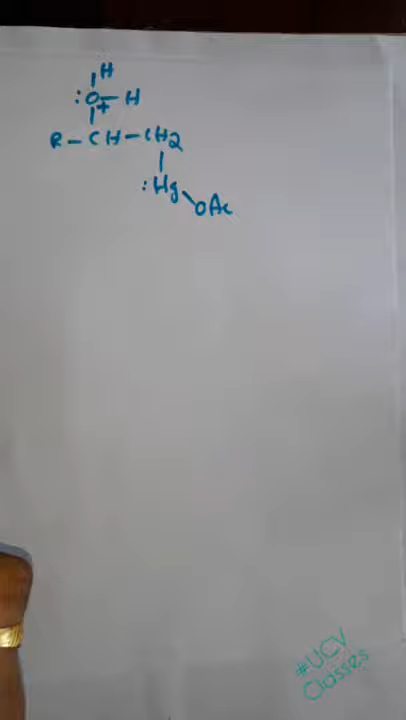 H
:O+—H
R—CH—CH2
:Hg
OAc
#UCV
Classes